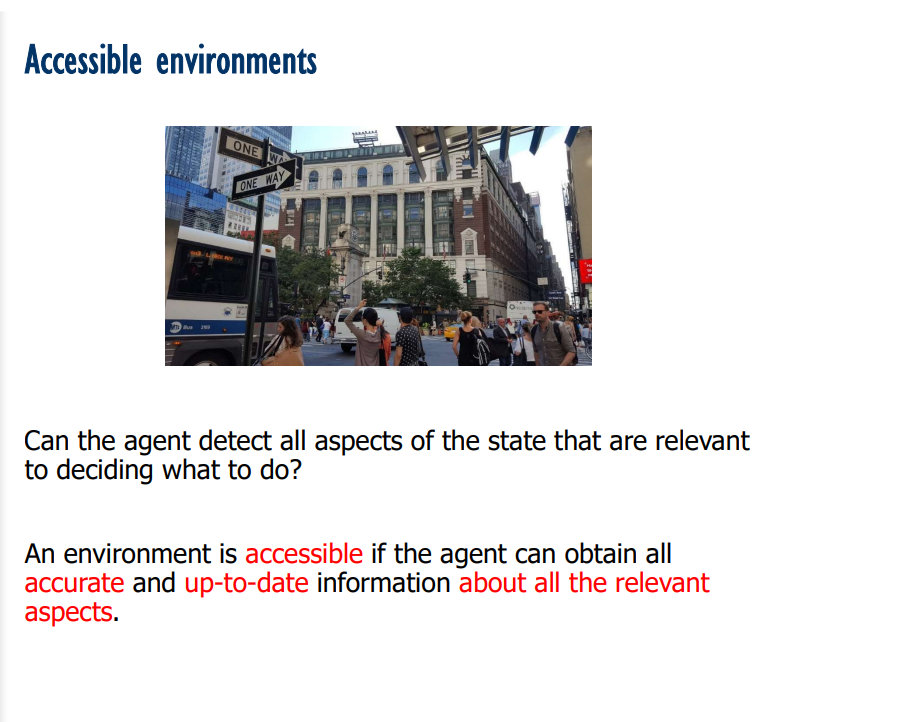 Accessible environments
ONE WAY
ONE WAY
Can the agent detect all aspects of the state that are relevant
to deciding what to do?
An environment is accessible if the agent can obtain all
accurate and up-to-date information about all the relevant
aspects.